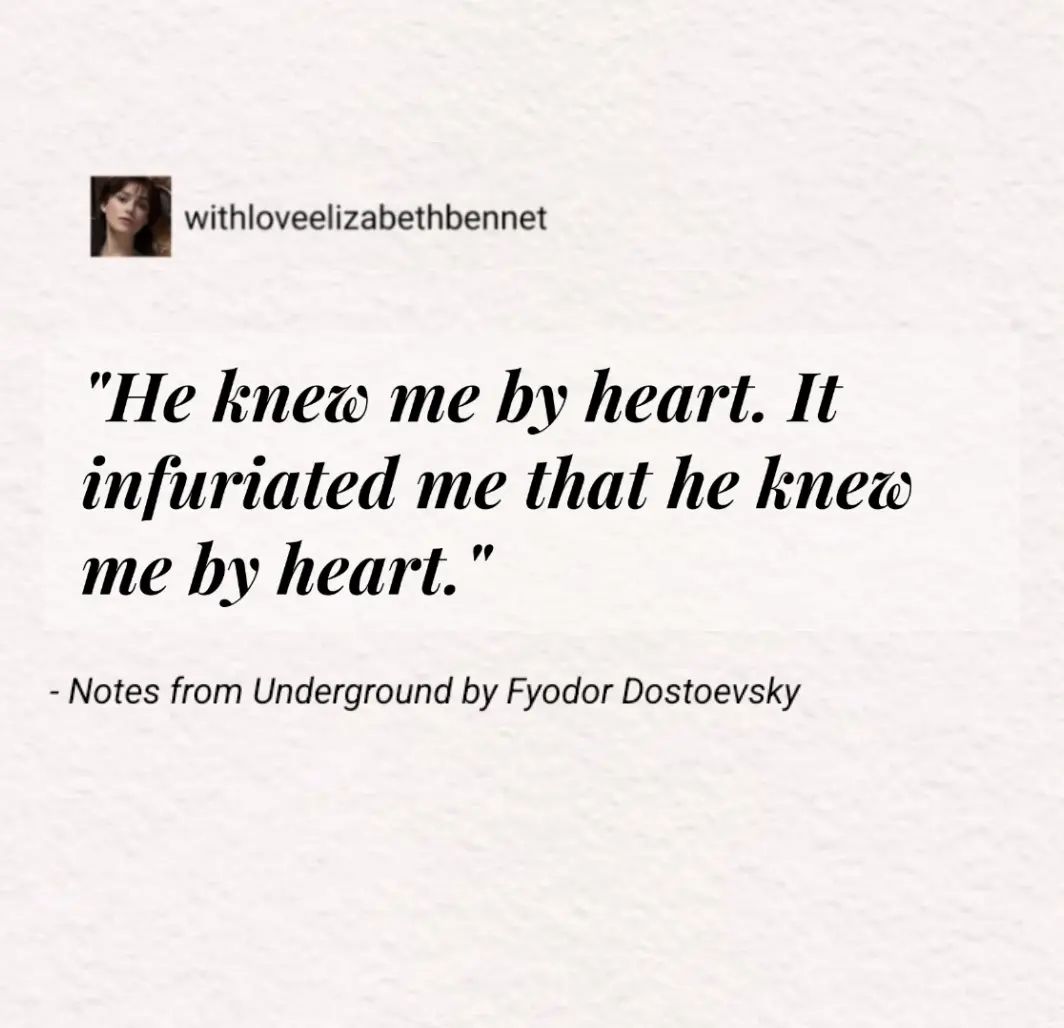 withloveelizabethbennet
"He knew me by heart. It
infuriated me that he knew
me by heart."
- Notes from Underground by Fyodor Dostoevsky